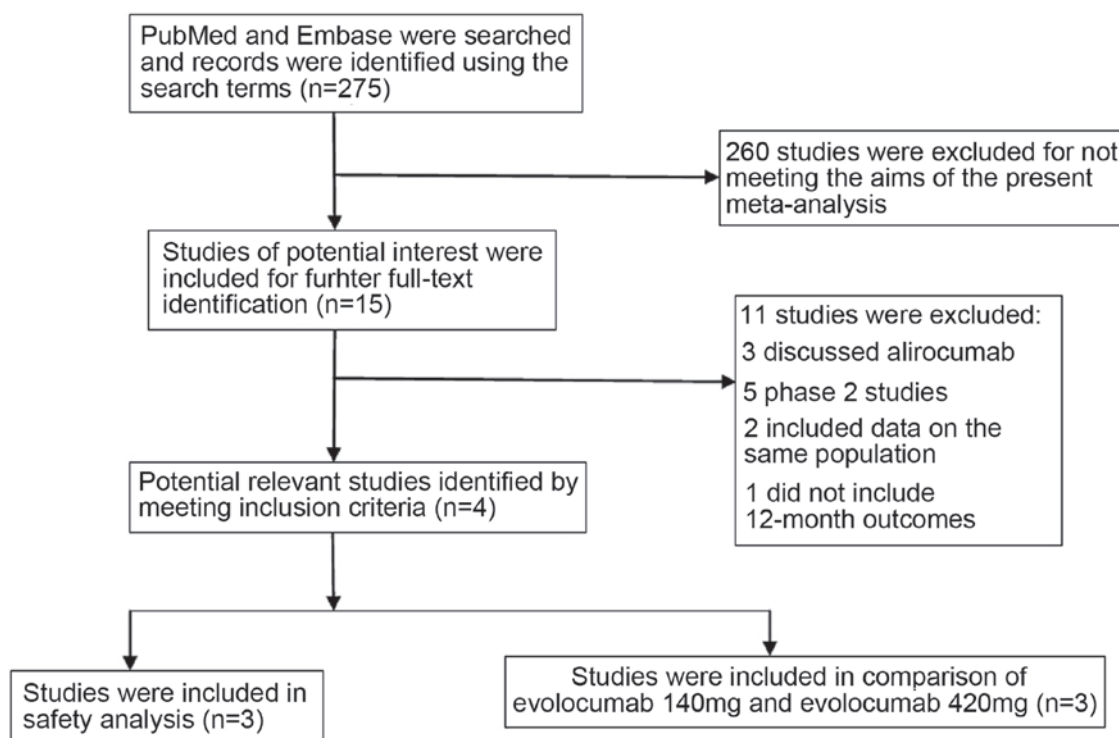 PubMed and Embase were searched
and records were identified using the
search terms (n=275)
260 studies were excluded for not
meeting the aims of the present
meta-analysis
Studies of potential interest were
included for furhter full-text
identification (n=15)
11 studies were excluded:
3 discussed alirocumab
5 phase 2 studies
2 included data on the
same population
1 did not include
12-month outcomes
Potential relevant studies identified by
meeting inclusion criteria (n=4)
Studies were included in
safety analysis (n=3)
Studies were included in comparison of
evolocumab 140mg and evolocumab 420mg (n=3)